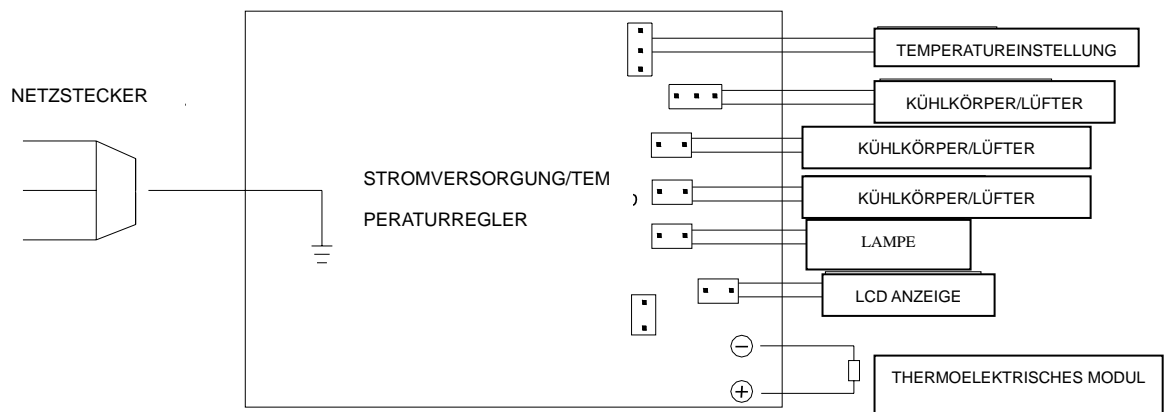 TEMPERATUREINSTELLUNG
NETZSTECKER
KÜHLKÖRPER/LÜFTER
KÜHLKÖRPER/LÜFTER
STROMVERSORGUNG/TEM
PERATURREGLER
KÜHLKÖRPER/LÜFTER
LAMPE
LCD ANZEIGE
THERMOELEKTRISCHES MODUL